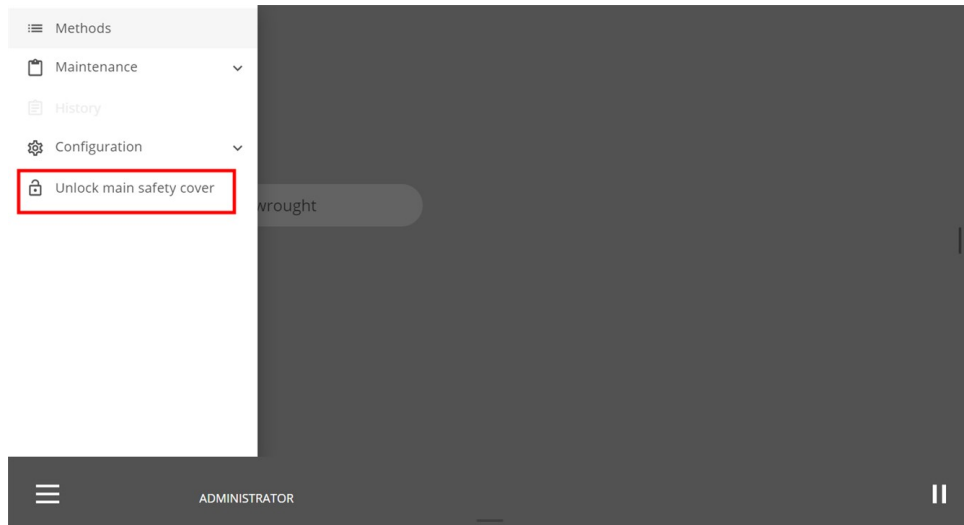 Methods
Maintenance
History
Configuration
Unlock main safety cover
wrought
ADMINISTRATOR